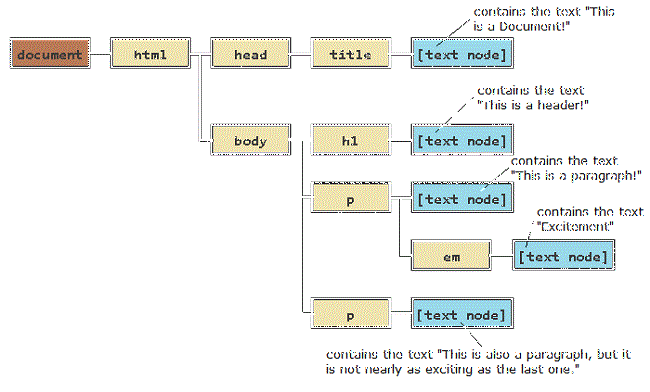 contains the text "This
is a Document!"
document html head title [text node]
contains the text
"This is a header!"
body h1 [text node]
contains the text
"This is a paragraph!"
p [text node]
contains the text
"Excitement"
em [text node]
p [text node]
contains the text "This is also a paragraph, but it
is not nearly as exciting as the last one."